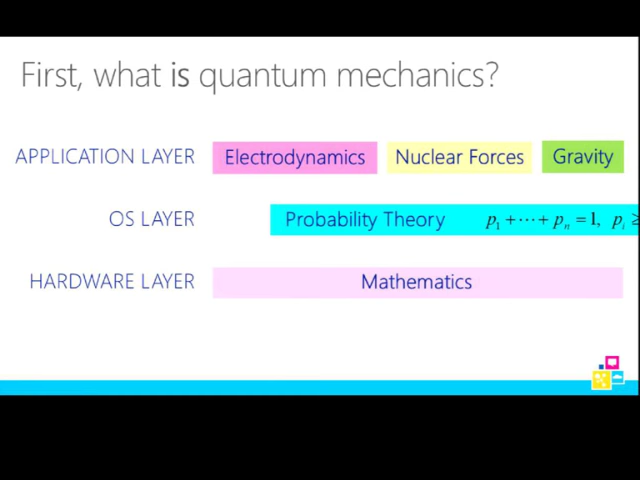 First, what is quantum mechanics?
APPLICATION LAYER Electrodynamics Nuclear Forces Gravity
OS LAYER Probability Theory p₁ + ⋯ + pₙ = 1, pᵢ ≥
HARDWARE LAYER Mathematics